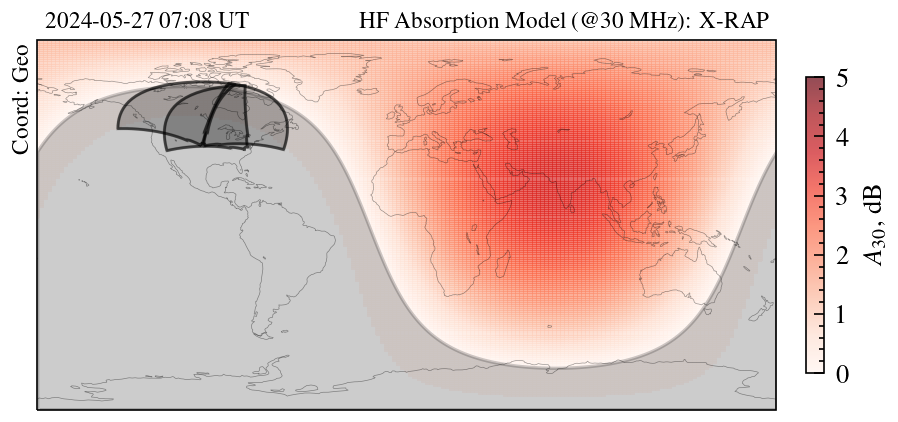 2024-05-27 07:08 UT
HF Absorption Model (@30 MHz): X-RAP
Coord: Geo
5
4
3
2
1
0
A30, dB